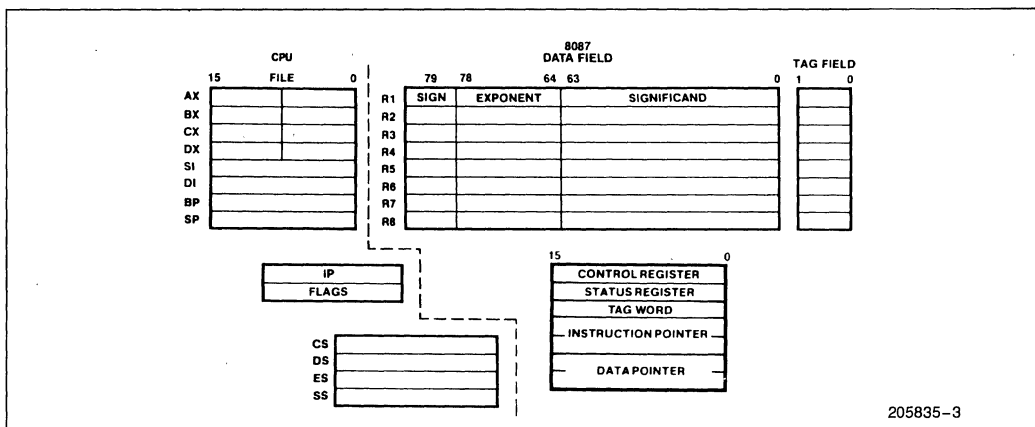 CPU
15 FILE 0
AX
BX
CX
DX
SI
DI
BP
SP
IP
FLAGS
CS
DS
ES
SS
8087
DATA FIELD
79 78 64 63 0
R1 SIGN EXPONENT SIGNIFICAND
R2
R3
R4
R5
R6
R7
R8
TAG FIELD
1 0
15 0
CONTROL REGISTER
STATUS REGISTER
TAG WORD
INSTRUCTION POINTER
DATA POINTER
205835-3